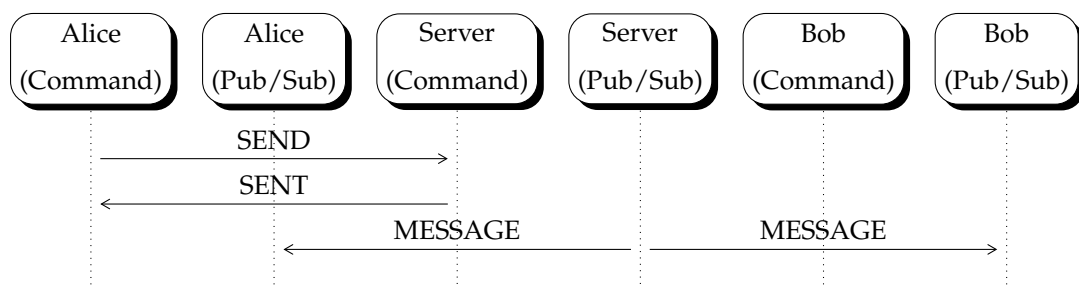 Alice
(Command)
Alice
(Pub/Sub)
Server
(Command)
Server
(Pub/Sub)
Bob
(Command)
Bob
(Pub/Sub)
SEND
SENT
MESSAGE
MESSAGE